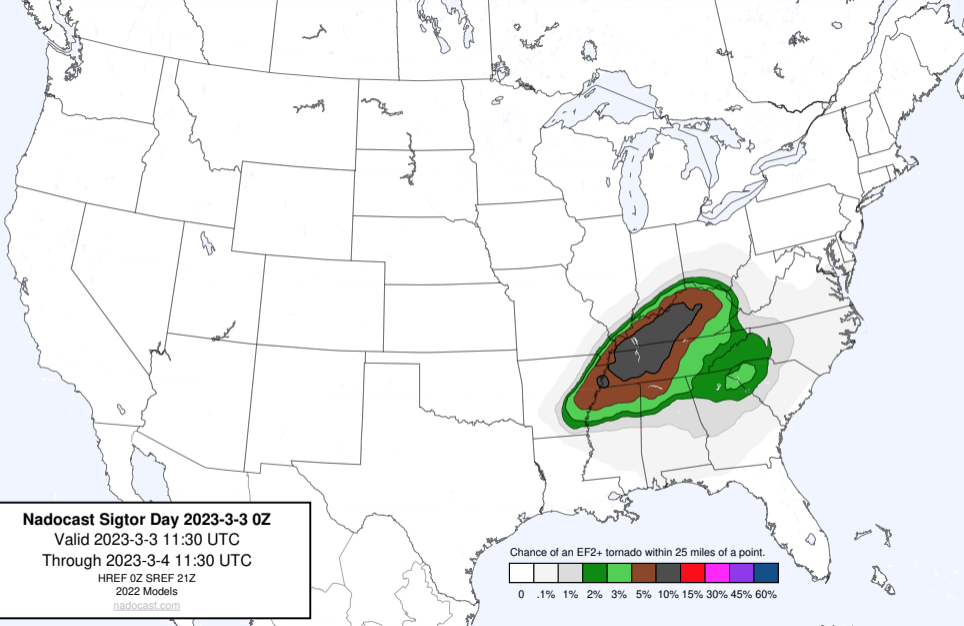 Nadocast Sigtor Day 2023-3-3 0Z
Valid 2023-3-3 11:30 UTC
Through 2023-3-4 11:30 UTC
HREF 0Z SREF 21Z
2022 Models
nadocast.com
Chance of an EF2+ tornado within 25 miles of a point.
0 .1% 1% 2% 3% 5% 10% 15% 30% 45% 60%